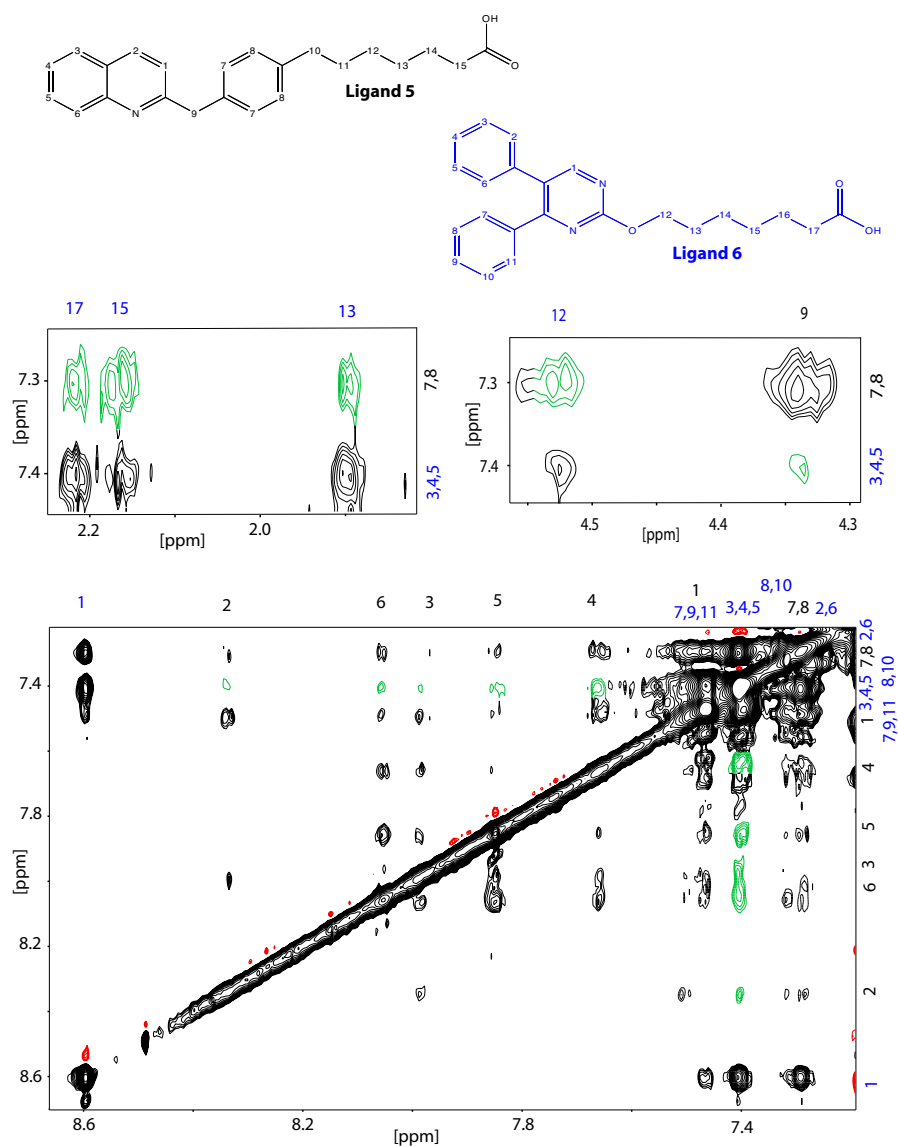 OH
O
N
1
2
3
4
5
6
7
7
8
8
9
10
11
12
13
14
15
Ligand 5
O
OH
O
N
N
1
2
3
4
5
6
7
8
9
10
11
12
13
14
15
16
17
Ligand 6
17 15 13
7.3
7.4
[ppm]
7,8
3,4,5
2.2 2.0
[ppm]
12 9
7.3
7.4
[ppm]
7,8
3,4,5
4.5 4.4 4.3
[ppm]
8,10
1 2 6 3 5 4 1 7,8
7,9,11 3,4,5 2,6
7.4
7.8
8.2
8.6
[ppm]
2,6
7,8
8,10
3,4,5
1
7,9,11
4
5
3
6
2
1
8.6 8.2 7.8 7.4
[ppm]